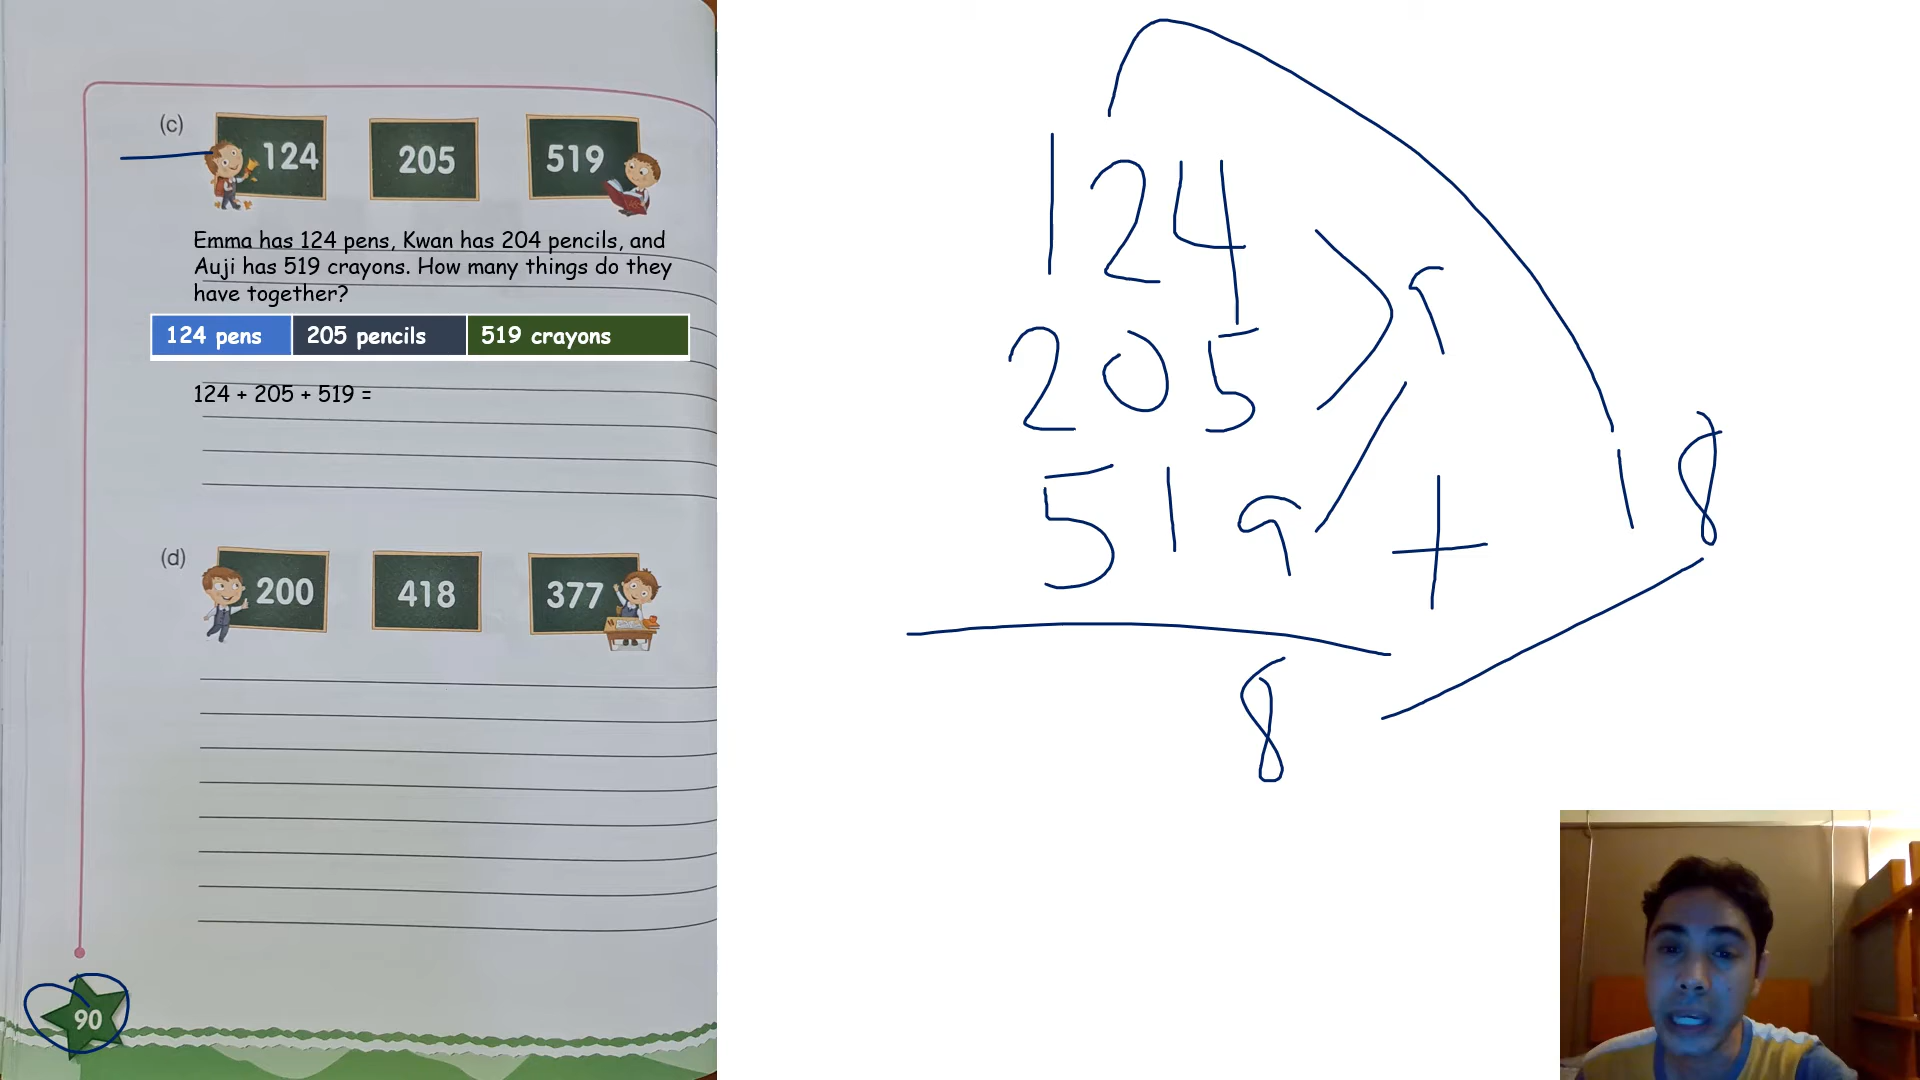 (c)
124 205 519
Emma has 124 pens, Kwan has 204 pencils, and
Auji has 519 crayons. How many things do they
have together?
124 pens 205 pencils 519 crayons
124 + 205 + 519 =
(d)
200 418 377
90
124
205
9
519 +
18
8